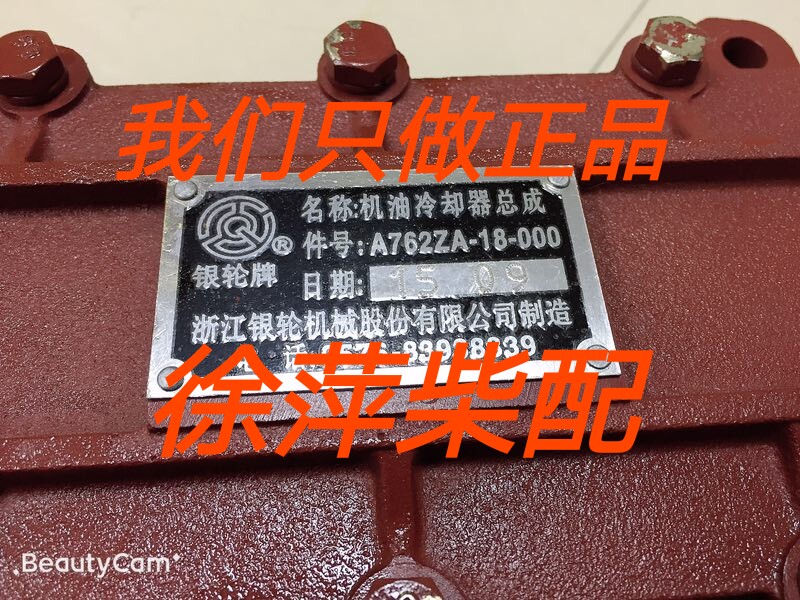 我们只做正品
名称:机油冷却器总成
件号:A762ZA-18-000
银轮牌
®
日期:15 09
浙江银轮机械股份有限公司制造
徐萍柴配
BeautyCam